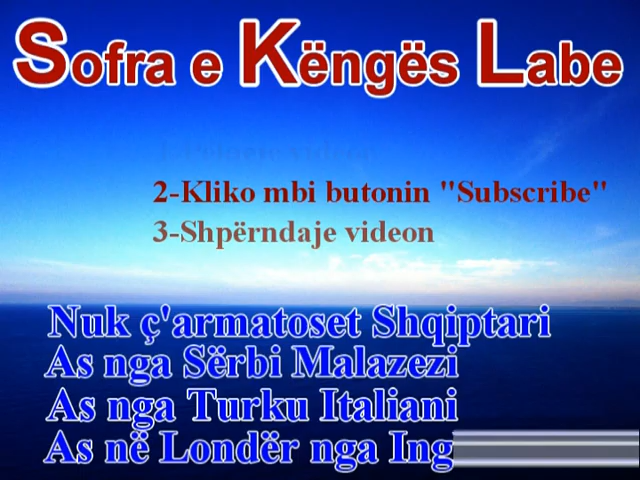 Sofra e Këngës Labe
2-Kliko mbi butonin "Subscribe"
3-Shpërndaje videon
Nuk ç'armatoset Shqiptari
As nga Sërbi Malazezi
As nga Turku Italiani
As në Londër nga Ing